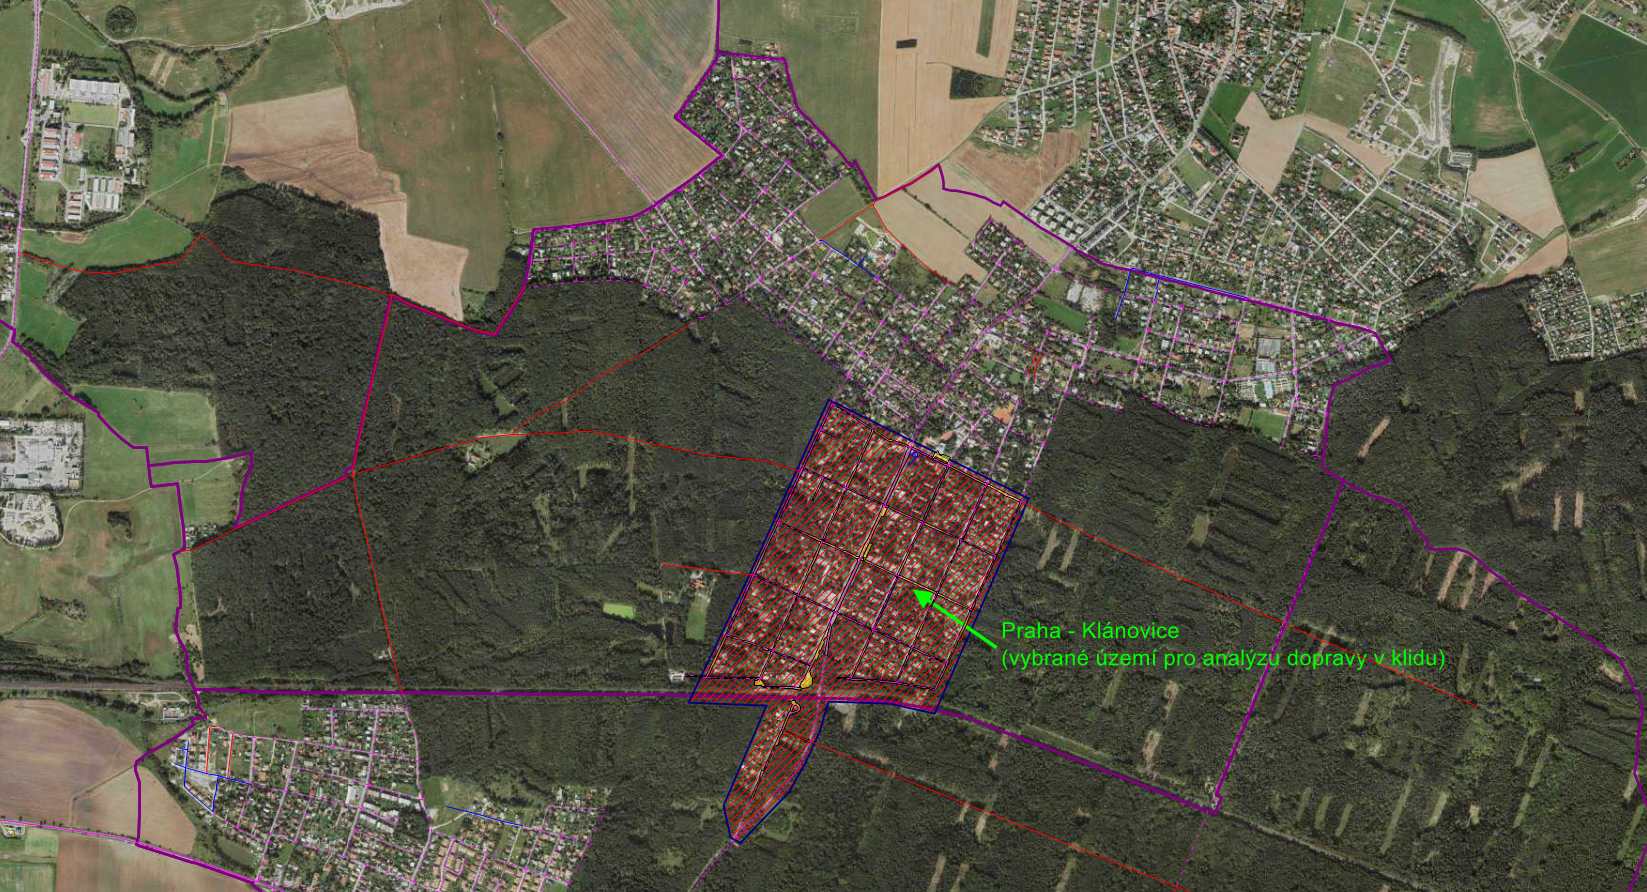 Praha - Klánovice
(vybrané území pro analýzu dopravy v klidu)